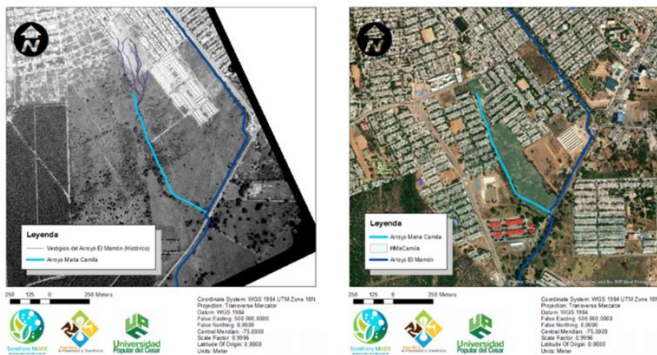 N
Leyenda
Vestigios del Arroyo El Mamón (Histórico)
Arroyo Maria Camila
250 125 0 250 Meters
Coordinate System: WGS 1984 UTM Zone 18N
Projection: Transverse Mercator
Datum: WGS 1984
False Easting: 500.000,0000
False Northing: 0,0000
Central Meridian: -75,0000
Scale Factor: 0,9996
Latitude Of Origin: 0,0000
Units: Meter
Universidad
Popular del Cesar
N
Leyenda
Arroyo Maria Camila
HMaCamila
Arroyo El Mamón
250 125 0 250 Meters
Coordinate System: WGS 1984 UTM Zone 18N
Projection: Transverse Mercator
Datum: WGS 1984
False Easting: 500.000,0000
False Northing: 0,0000
Central Meridian: -75,0000
Scale Factor: 0,9996
Latitude Of Origin: 0,0000
Units: Meter
Universidad
Popular del Cesar